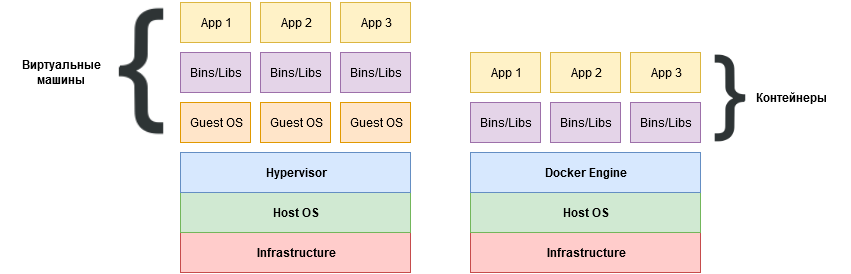 Виртуальные
машины
App 1
App 2
App 3
Bins/Libs
Bins/Libs
Bins/Libs
Guest OS
Guest OS
Guest OS
Hypervisor
Host OS
Infrastructure
App 1
App 2
App 3
Bins/Libs
Bins/Libs
Bins/Libs
Docker Engine
Host OS
Infrastructure
Контейнеры